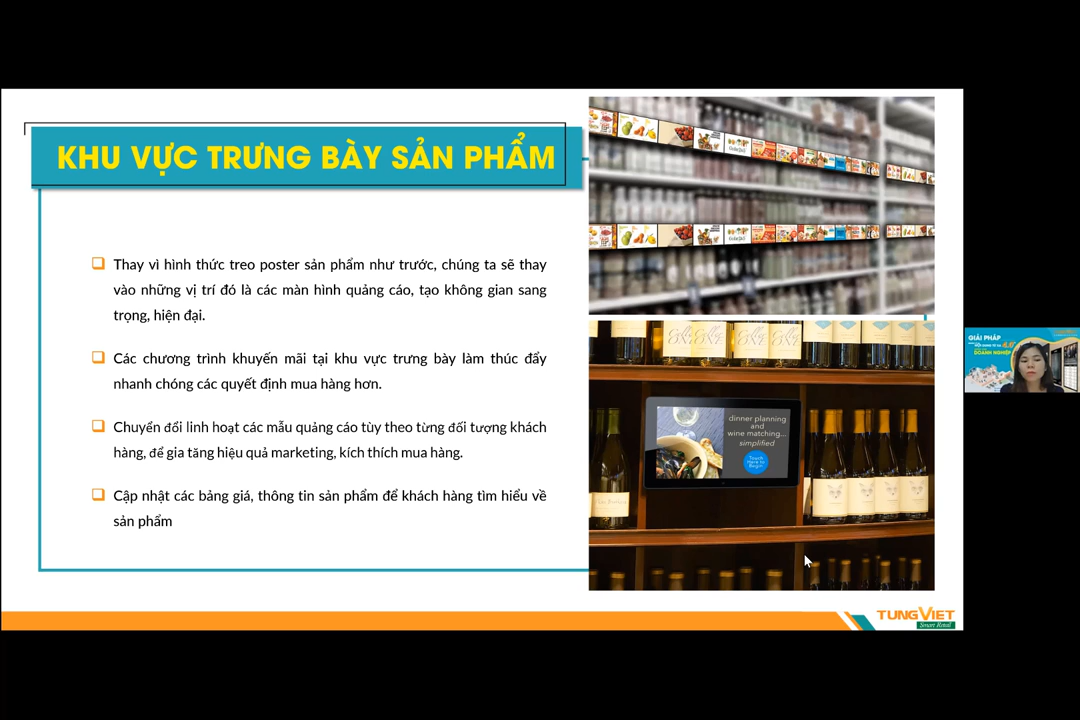 KHU VỰC TRƯNG BÀY SẢN PHẨM
Thay vì hình thức treo poster sản phẩm như trước, chúng ta sẽ thay
vào những vị trí đó là các màn hình quảng cáo, tạo không gian sang
trọng, hiện đại.
Các chương trình khuyến mãi tại khu vực trưng bày làm thúc đẩy
nhanh chóng các quyết định mua hàng hơn.
Chuyển đổi linh hoạt các mẫu quảng cáo tùy theo từng đối tượng khách
hàng, để gia tăng hiệu quả marketing, kích thích mua hàng.
Cập nhật các bảng giá, thông tin sản phẩm để khách hàng tìm hiểu về
sản phẩm
dinner planning
and
wine matching...
simplified
Touch
Here to
Begin
GIẢI PHÁP
DOANH NGHIỆP
TUNGVIET
Smart Retail